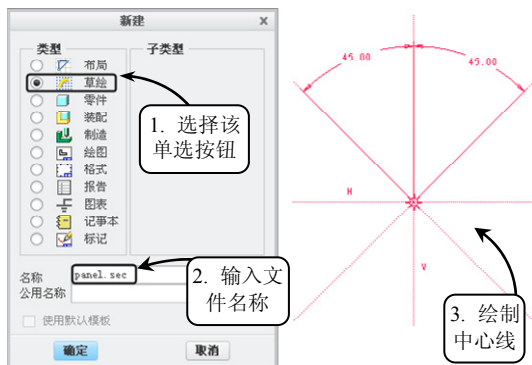 新建
x
类型
子类型
布局
草绘
零件
装配
制造
绘图
格式
报告
图表
记事本
标记
1. 选择该
单选按钮
名称
panel.sec
公用名称
2. 输入文
件名称
使用默认模板
确定
取消
45.00
45.00
H
V
3. 绘制
中心线